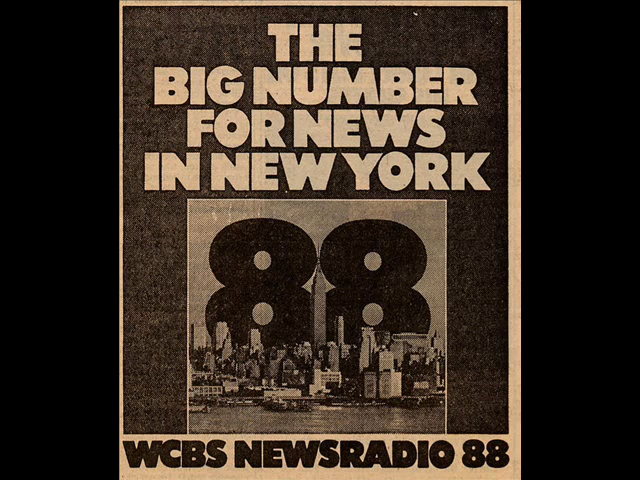 THE
BIG NUMBER
FOR NEWS
IN NEW YORK
88
WCBS NEWSRADIO 88